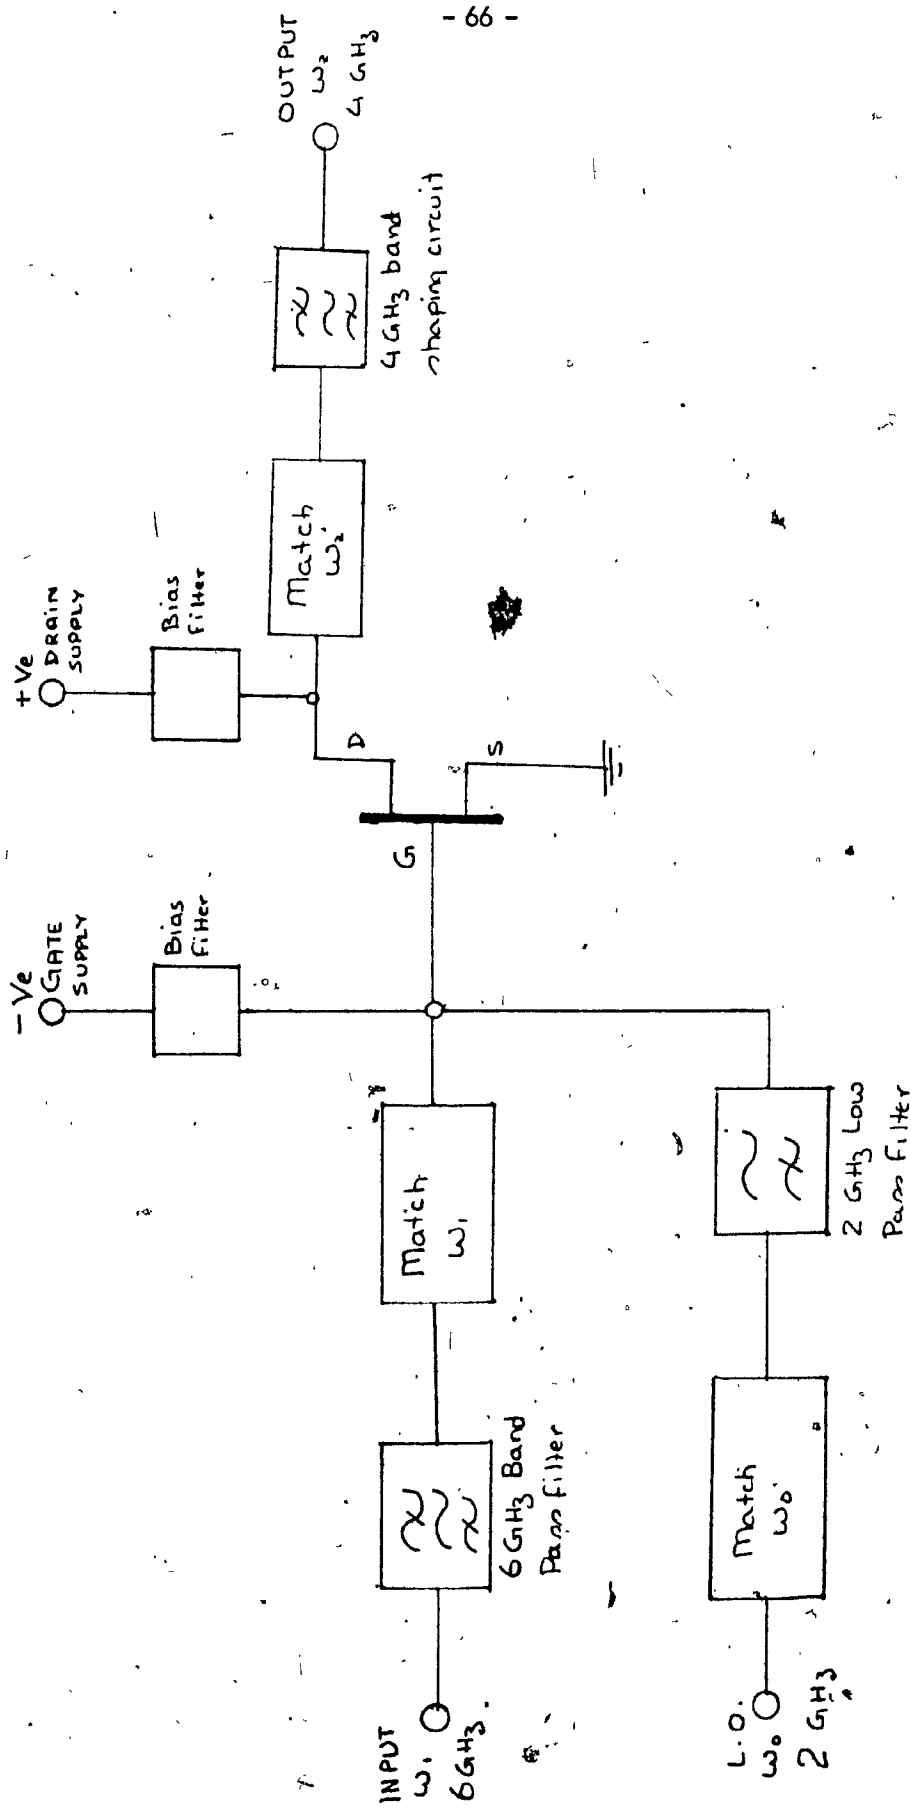 - 66 -
+ Ve
DRAIN
SUPPLY
Bias
Filter
- Ve
GATE
SUPPLY
Bias
Filter
INPUT
ω₁
6 GHz.
6 GHz Band
Pass Filter
Match
ω₁
G
D
S
Match
ω₂
4 GHz band
shaping circuit
OUTPUT
ω₂
4 GHz
L.O.
ω₀
2 GHz
Match
ω₀
2 GHz Low
Pass Filter